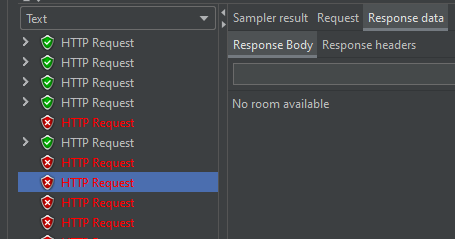 Text
HTTP Request
HTTP Request
HTTP Request
HTTP Request
HTTP Request
HTTP Request
HTTP Request
HTTP Request
HTTP Request
HTTP Request
Sampler result Request Response data
Response Body Response headers
No room available